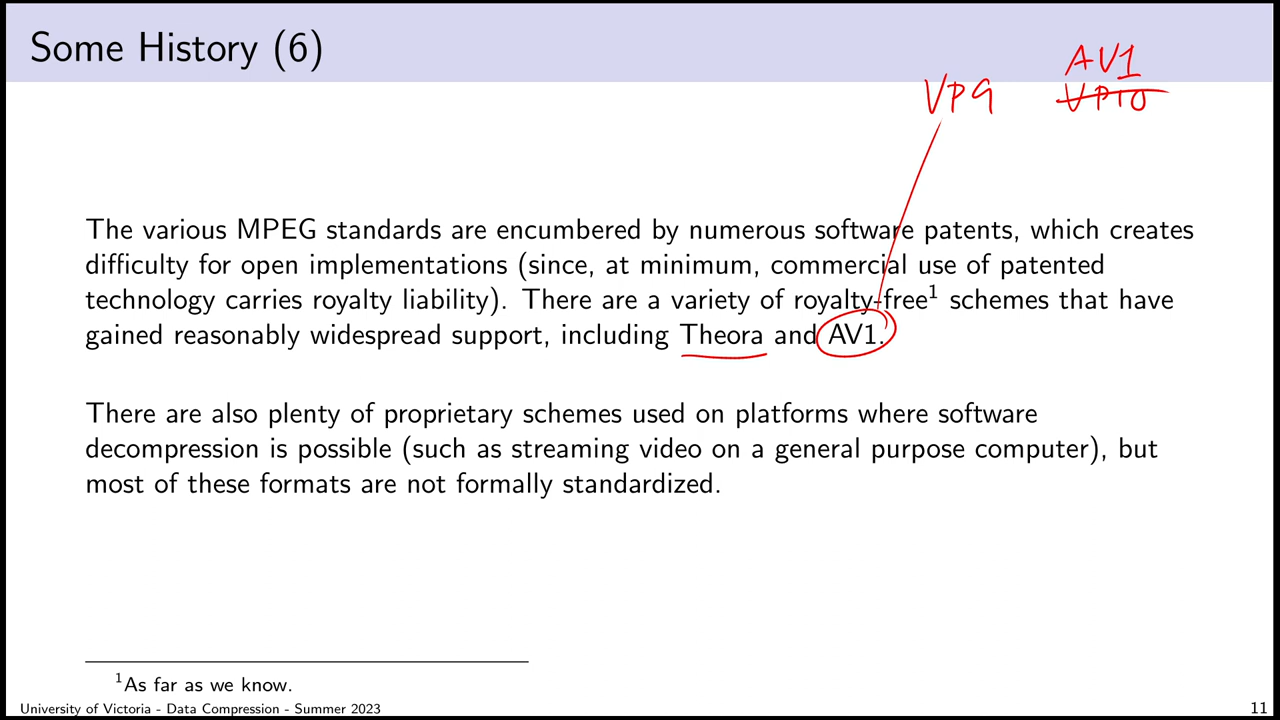 Some History (6)
AV1
VP9 VP10
The various MPEG standards are encumbered by numerous software patents, which creates
difficulty for open implementations (since, at minimum, commercial use of patented
technology carries royalty liability). There are a variety of royalty-free¹ schemes that have
gained reasonably widespread support, including Theora and AV1.
There are also plenty of proprietary schemes used on platforms where software
decompression is possible (such as streaming video on a general purpose computer), but
most of these formats are not formally standardized.
¹As far as we know.
University of Victoria - Data Compression - Summer 2023 11